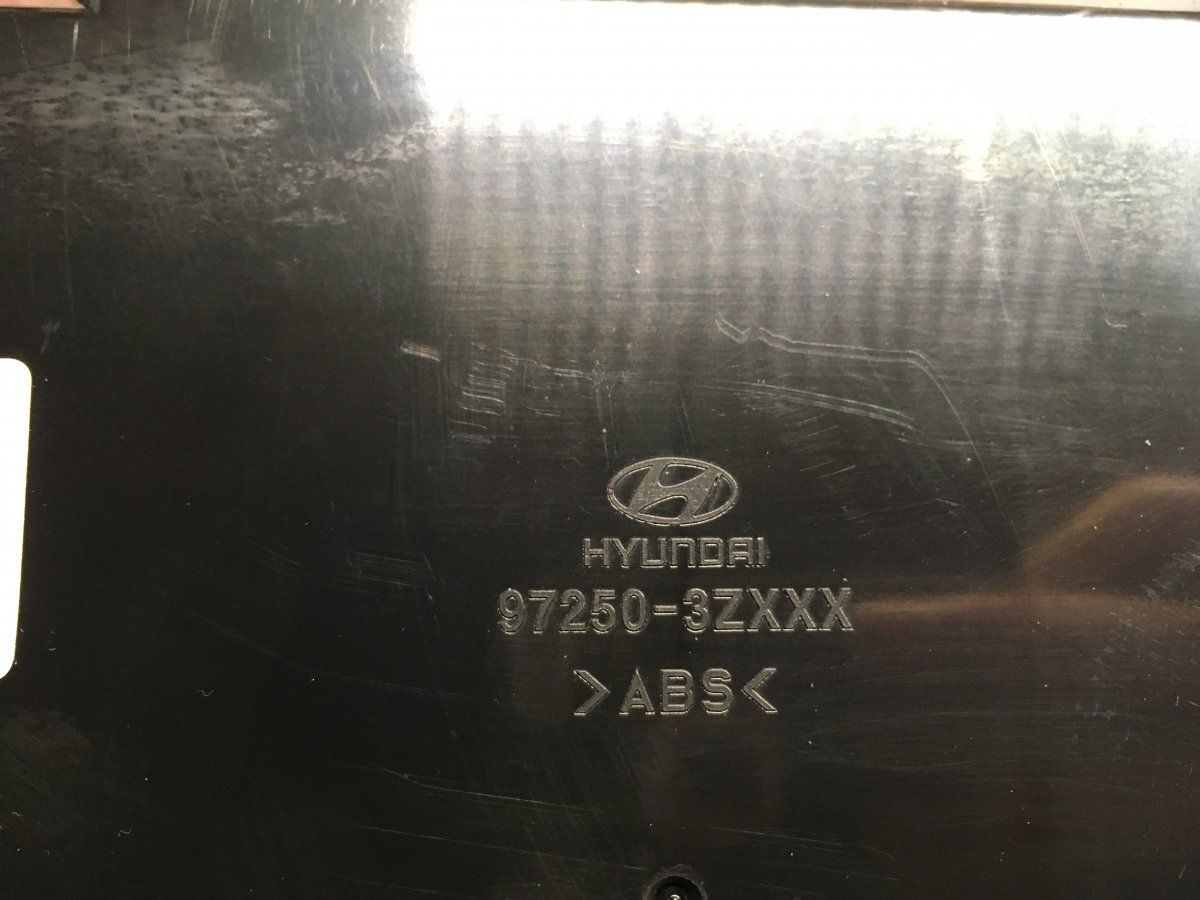 HYUNDAI
97250-3ZXXX
>ABS<